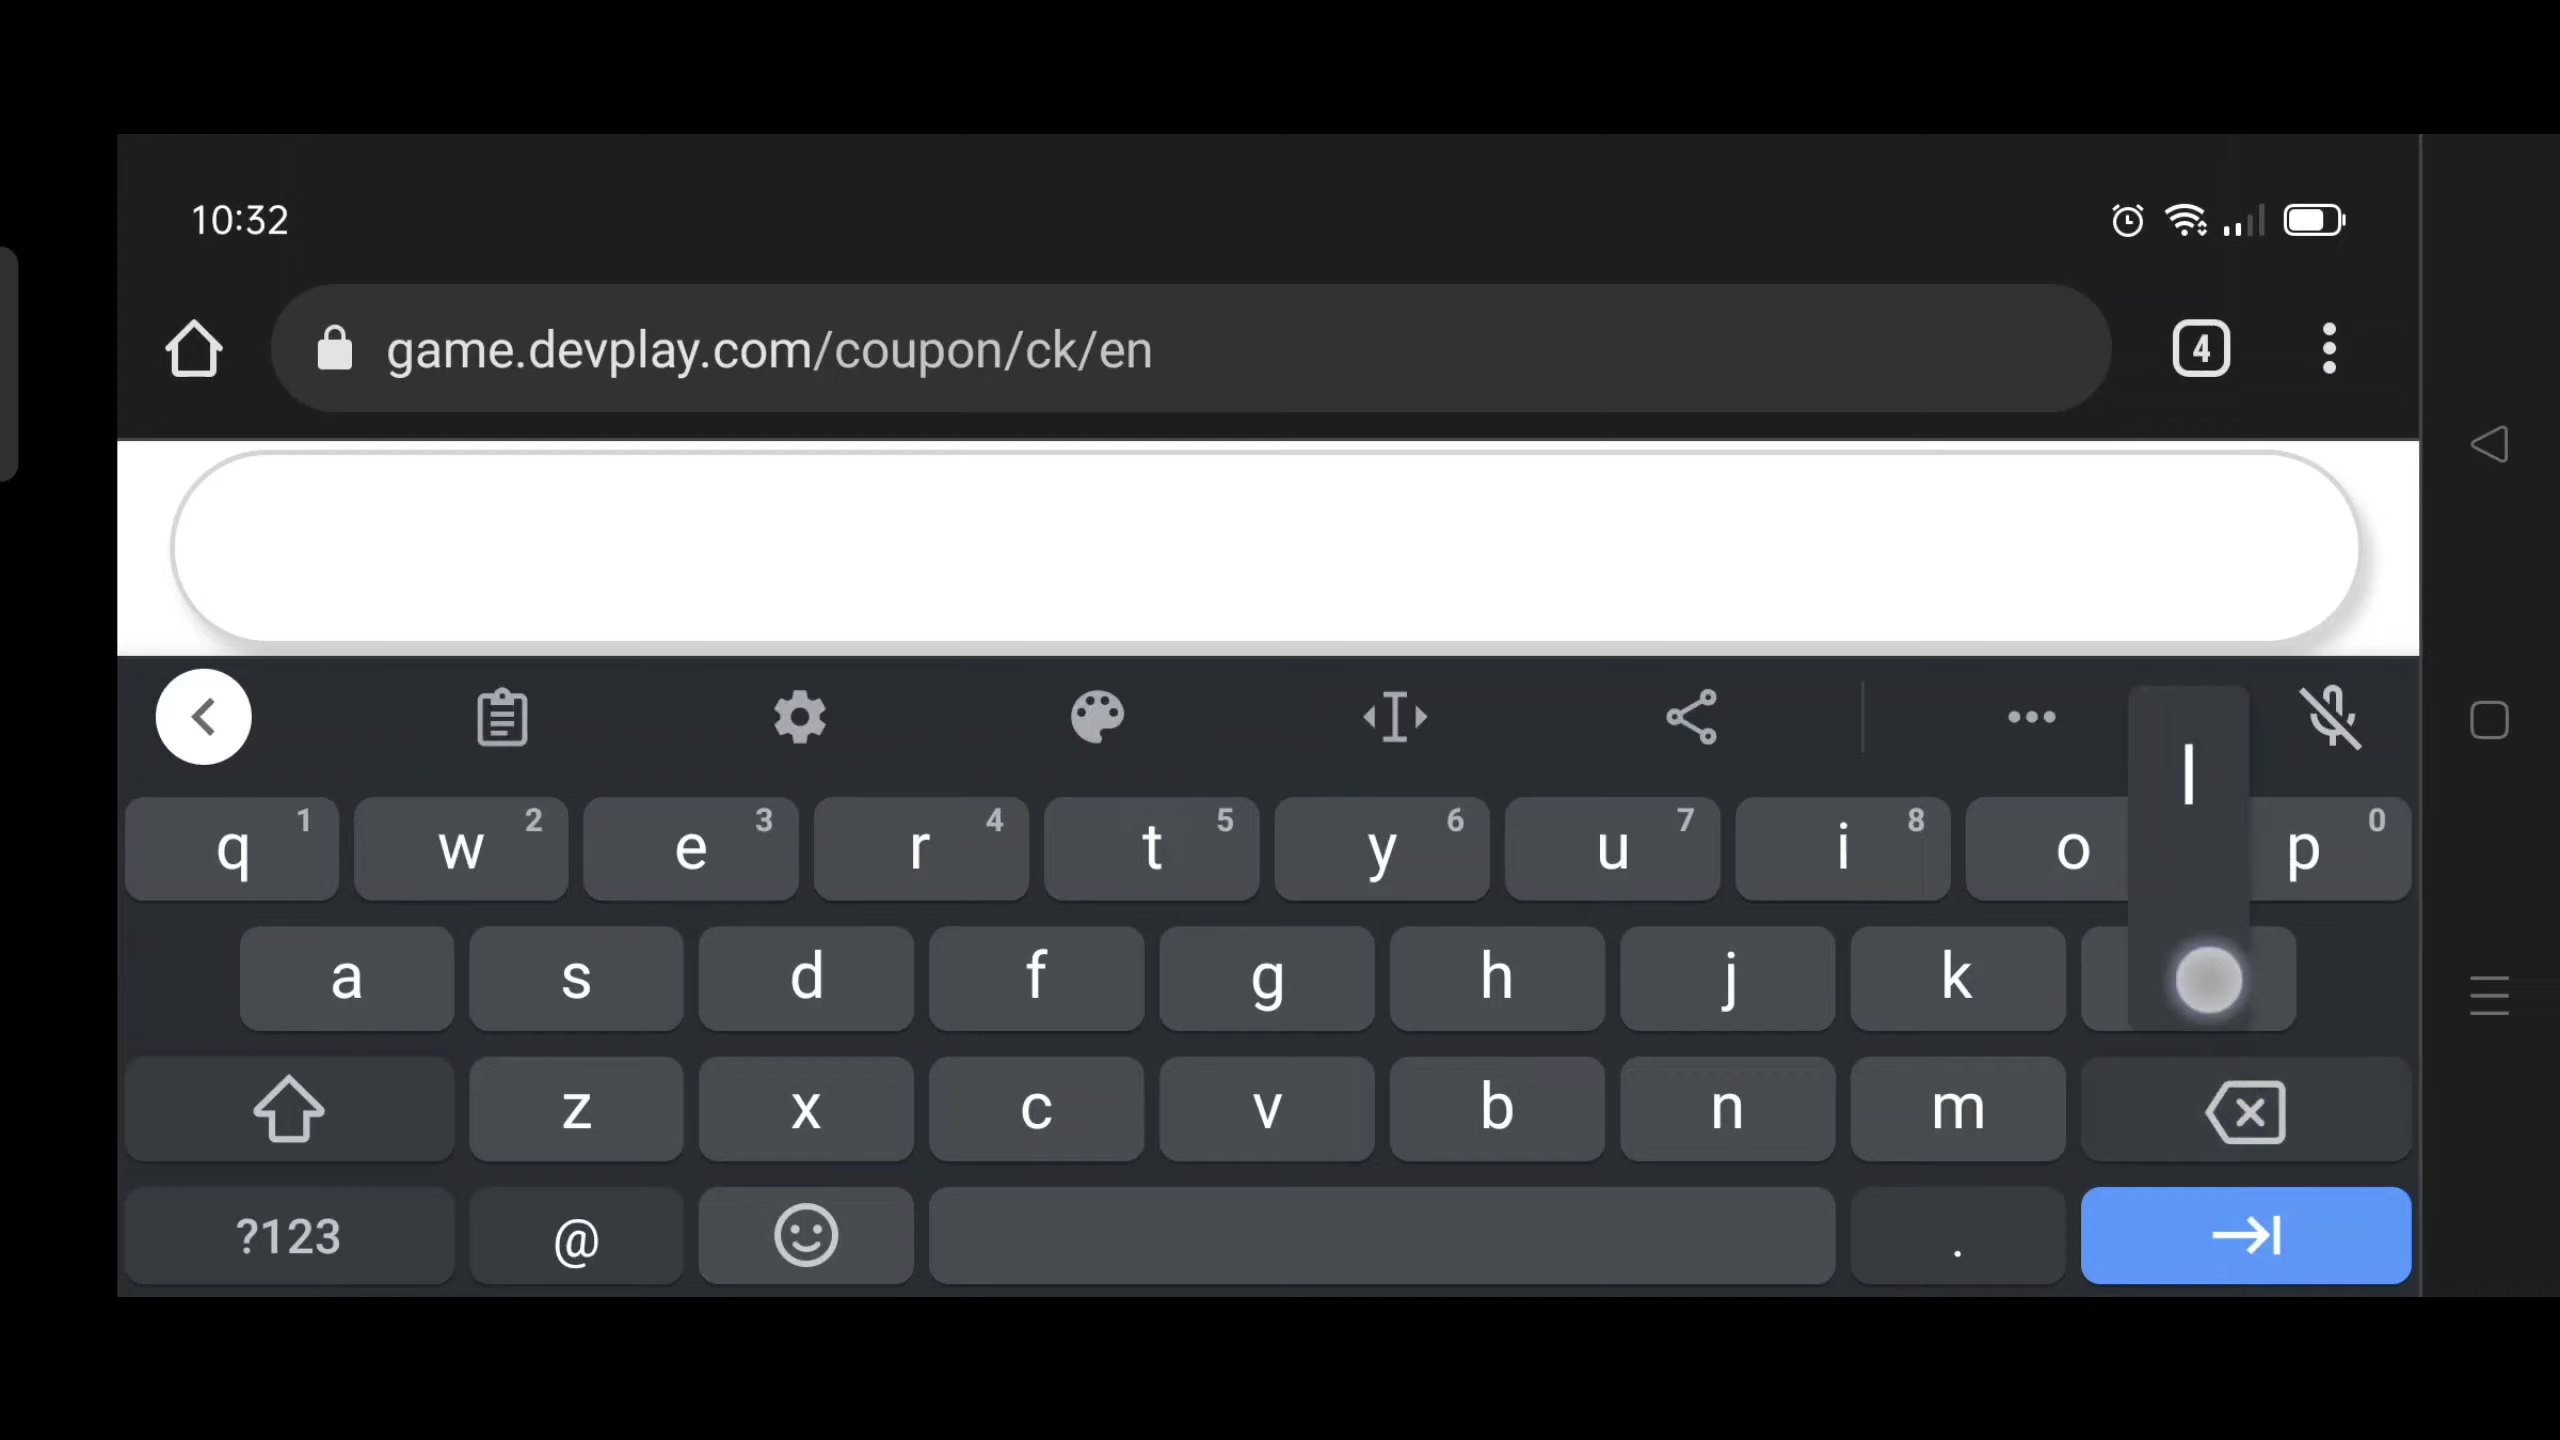 10:32
game.devplay.com/coupon/ck/en
4
l
q 1 w 2 e 3 r 4 t 5 y 6 u 7 i 8 o p 0
a s d f g h j k
z x c v b n m
?123 @ .